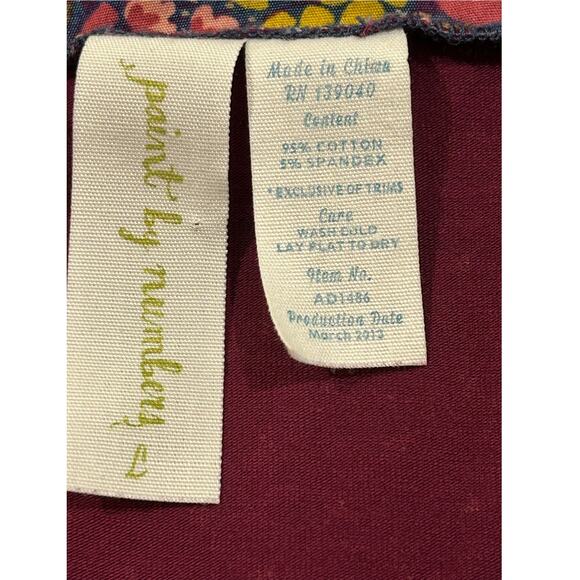 paint by numbers
Made in China
RN 139040
Content
95% COTTON
5% SPANDEX
*EXCLUSIVE OF TRIMS
Care
WASH COLD
LAY FLAT TO DRY
Item No.
AD1486
Production Date
March 2013